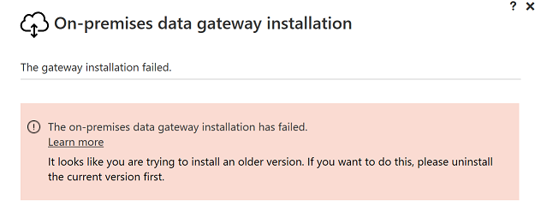 ? ×
On-premises data gateway installation
The gateway installation failed.
The on-premises data gateway installation has failed.
Learn more
It looks like you are trying to install an older version. If you want to do this, please uninstall
the current version first.